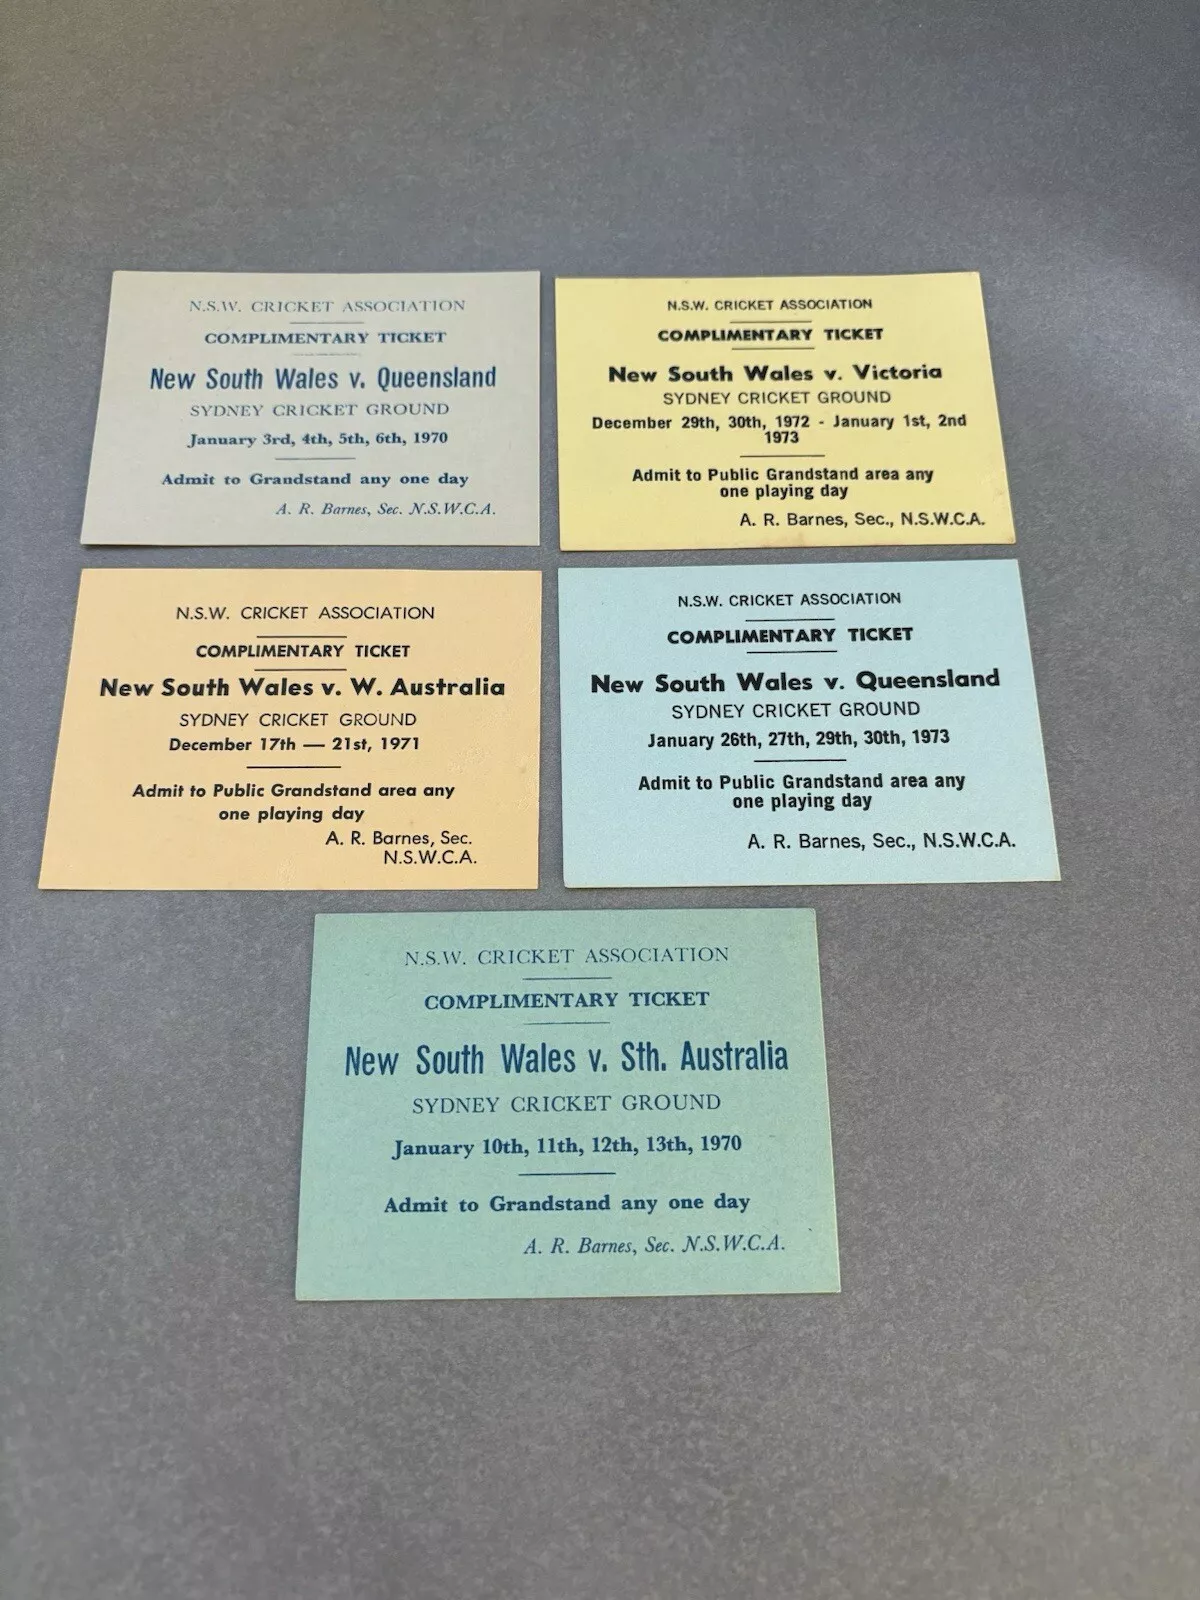 N.S.W. CRICKET ASSOCIATION
COMPLIMENTARY TICKET
New South Wales v. Queensland
SYDNEY CRICKET GROUND
January 3rd, 4th, 5th, 6th, 1970
Admit to Grandstand any one day
A. R. Barnes, Sec. N.S.W.C.A.
N.S.W. CRICKET ASSOCIATION
COMPLIMENTARY TICKET
New South Wales v. Victoria
SYDNEY CRICKET GROUND
December 29th, 30th, 1972 - January 1st, 2nd
1973
Admit to Public Grandstand area any
one playing day
A. R. Barnes, Sec., N.S.W.C.A.
N.S.W. CRICKET ASSOCIATION
COMPLIMENTARY TICKET
New South Wales v. W. Australia
SYDNEY CRICKET GROUND
December 17th — 21st, 1971
Admit to Public Grandstand area any
one playing day
A. R. Barnes, Sec.
N.S.W.C.A.
N.S.W. CRICKET ASSOCIATION
COMPLIMENTARY TICKET
New South Wales v. Queensland
SYDNEY CRICKET GROUND
January 26th, 27th, 29th, 30th, 1973
Admit to Public Grandstand area any
one playing day
A. R. Barnes, Sec., N.S.W.C.A.
N.S.W. CRICKET ASSOCIATION
COMPLIMENTARY TICKET
New South Wales v. Sth. Australia
SYDNEY CRICKET GROUND
January 10th, 11th, 12th, 13th, 1970
Admit to Grandstand any one day
A. R. Barnes, Sec. N.S.W.C.A.